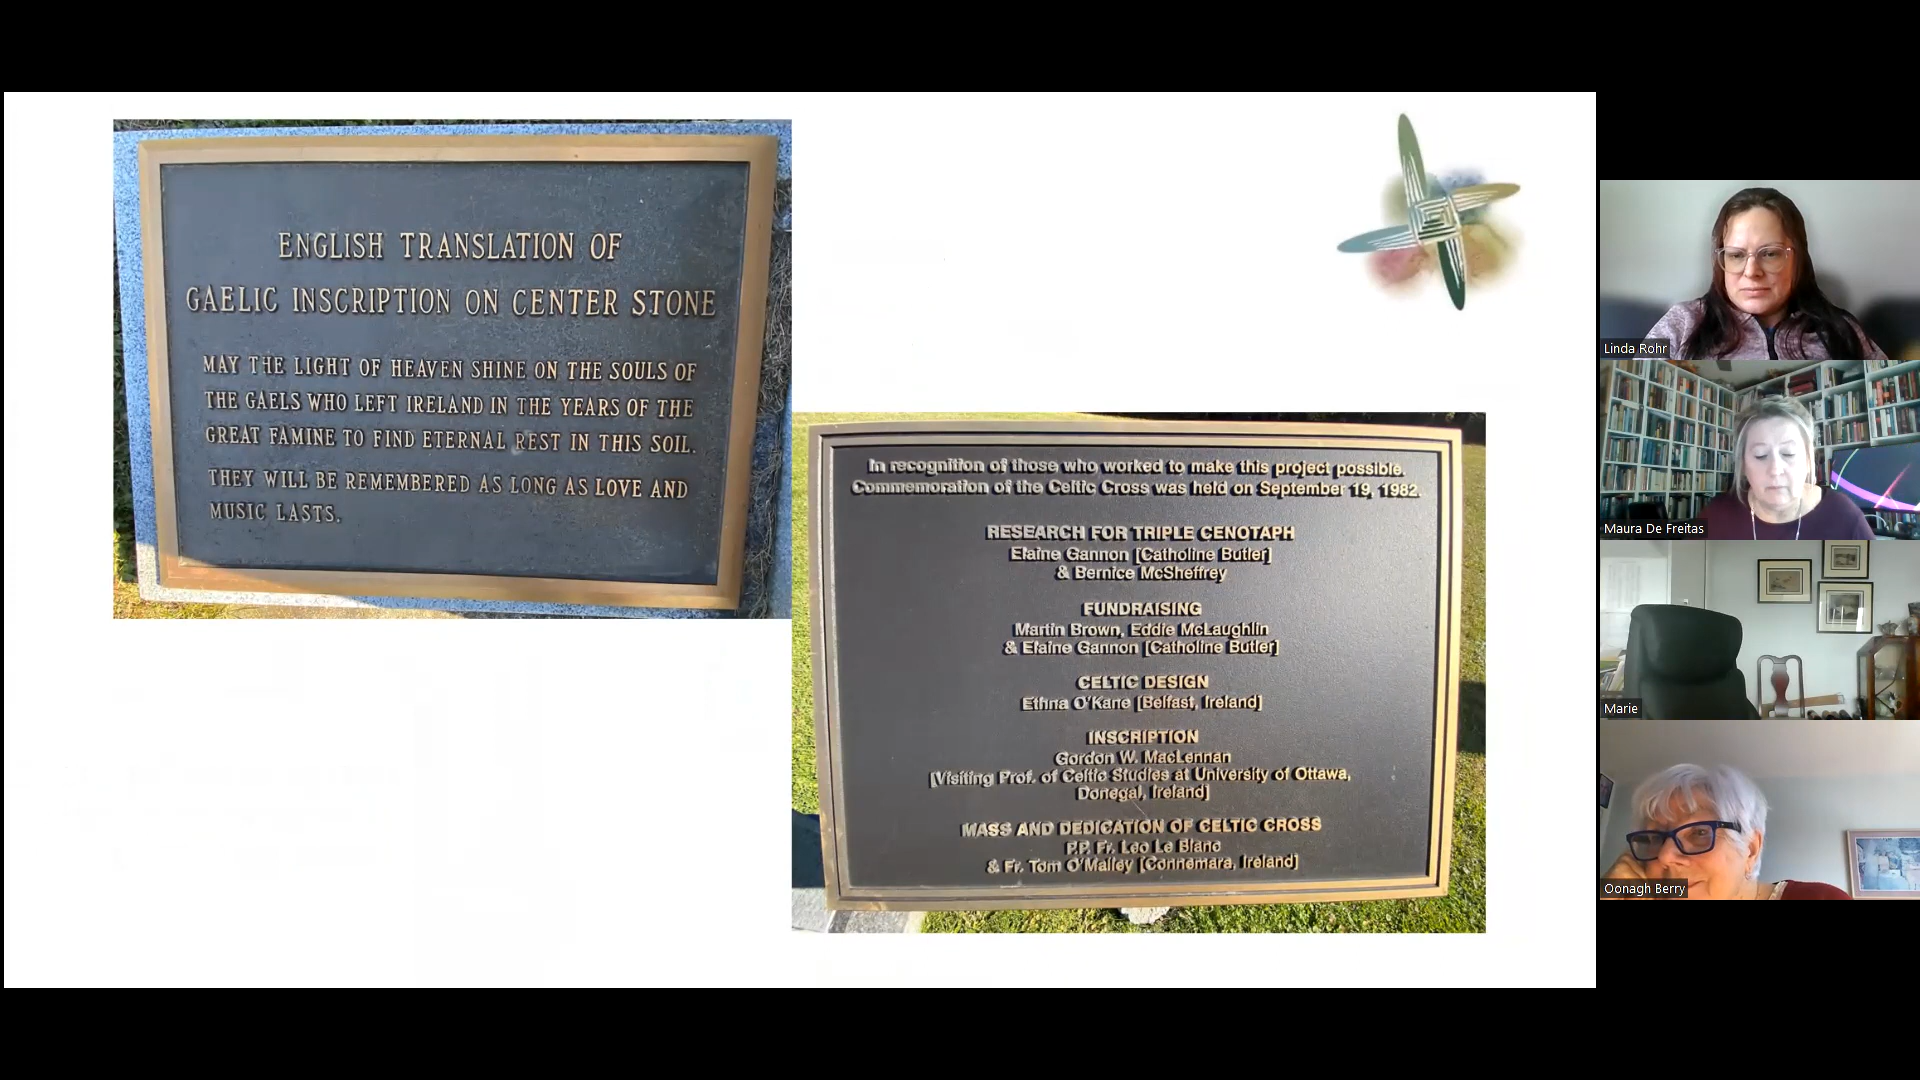 ENGLISH TRANSLATION OF
GAELIC INSCRIPTION ON CENTER STONE
MAY THE LIGHT OF HEAVEN SHINE ON THE SOULS OF
THE GAELS WHO LEFT IRELAND IN THE YEARS OF THE
GREAT FAMINE TO FIND ETERNAL REST IN THIS SOIL.
THEY WILL BE REMEMBERED AS LONG AS LOVE AND
MUSIC LASTS.
In recognition of those who worked to make this project possible.
Commemoration of the Celtic Cross was held on September 19, 1982.
RESEARCH FOR TRIPLE CENOTAPH
Elaine Gannon [Catholine Butler]
& Bernice McSheffrey
FUNDRAISING
Martin Brown, Eddie McLaughlin
& Elaine Gannon [Catholine Butler]
CELTIC DESIGN
Ethna O'Kane [Belfast, Ireland]
INSCRIPTION
Gordon W. MacLennan
[Visiting Prof. of Celtic Studies at University of Ottawa,
Donegal, Ireland]
MASS AND DEDICATION OF CELTIC CROSS
P.P. Fr. Leo Le Blanc
& Fr. Tom O'Malley [Connemara, Ireland]
Linda Rohr
Maura De Freitas
Marie
Oonagh Berry